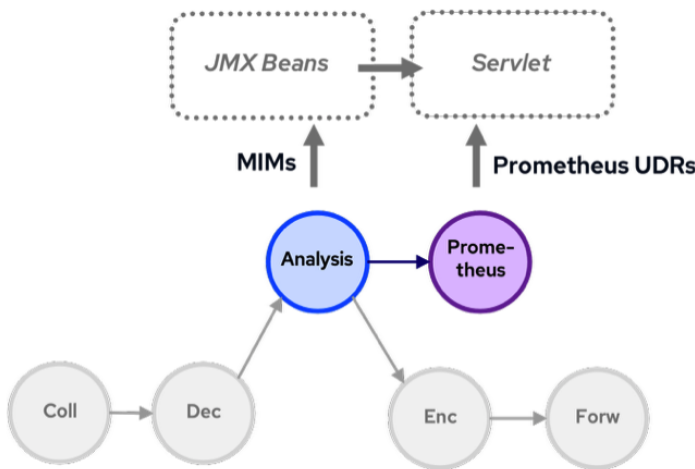 JMX Beans
Servlet
MIMs
Prometheus UDRs
Analysis
Prome-
theus
Coll
Dec
Enc
Forw